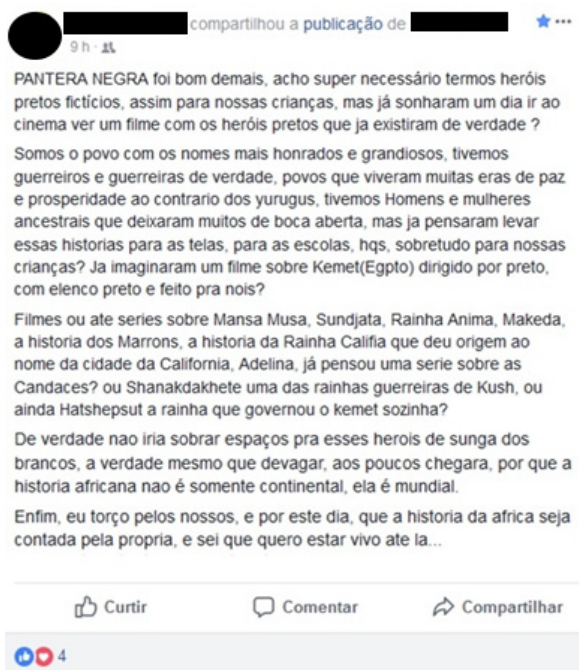 compartilhou a publicação de
9 h ·
PANTERA NEGRA foi bom demais, acho super necessário termos heróis
pretos fictícios, assim para nossas crianças, mas já sonharam um dia ir ao
cinema ver um filme com os heróis pretos que ja existiram de verdade ?
Somos o povo com os nomes mais honrados e grandiosos, tivemos
guerreiros e guerreiras de verdade, povos que viveram muitas eras de paz
e prosperidade ao contrario dos yurugus, tivemos Homens e mulheres
ancestrais que deixaram muitos de boca aberta, mas ja pensaram levar
essas historias para as telas, para as escolas, hqs, sobretudo para nossas
crianças? Ja imaginaram um filme sobre Kemet(Egpto) dirigido por preto,
com elenco preto e feito pra nois?
Filmes ou ate series sobre Mansa Musa, Sundjata, Rainha Anima, Makeda,
a historia dos Marrons, a historia da Rainha Califia que deu origem ao
nome da cidade da California, Adelina, já pensou uma serie sobre as
Candaces? ou Shanakdakhete uma das rainhas guerreiras de Kush, ou
ainda Hatshepsut a rainha que governou o kemet sozinha?
De verdade nao iria sobrar espaços pra esses herois de sunga dos
brancos, a verdade mesmo que devagar, aos poucos chegara, por que a
historia africana nao é somente continental, ela é mundial.
Enfim, eu torço pelos nossos, e por este dia, que a historia da africa seja
contada pela propria, e sei que quero estar vivo ate la...
Curtir Comentar Compartilhar
4